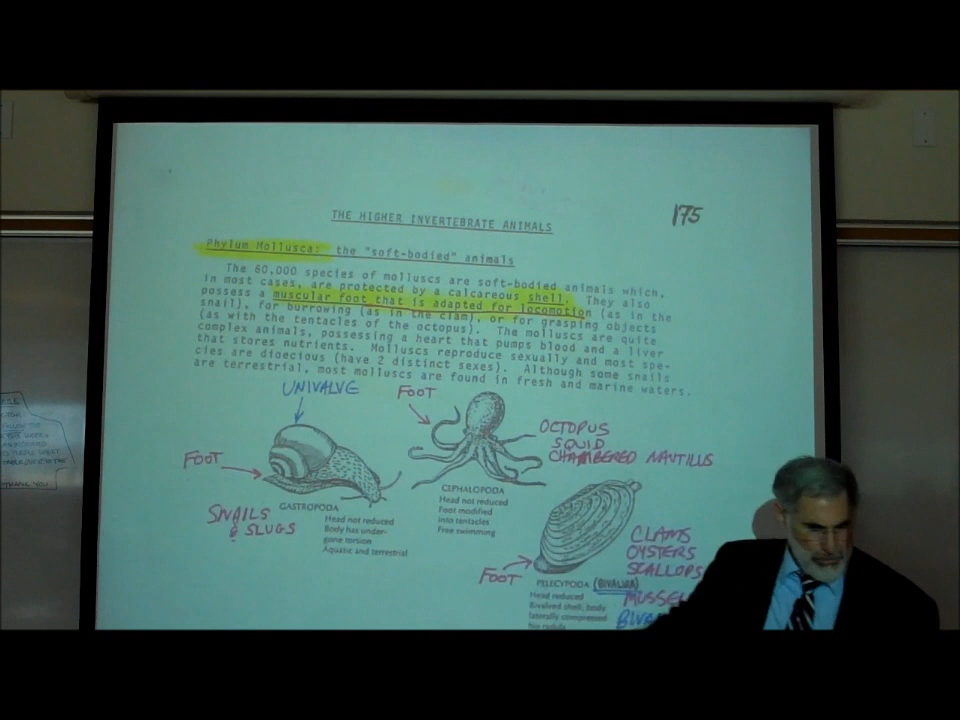 THE HIGHER INVERTEBRATE ANIMALS
175
Phylum Mollusca: the "soft-bodied" animals
The 60,000 species of molluscs are soft-bodied animals which,
in most cases, are protected by a calcareous shell. They also
possess a muscular foot that is adapted for locomotion (as in the
snail), for burrowing (as in the clam), or for grasping objects
(as with the tentacles of the octopus). The molluscs are quite
complex animals, possessing a heart that pumps blood and a liver
that stores nutrients. Molluscs reproduce sexually and most spe-
cies are dioecious (have 2 distinct sexes). Although some snails
are terrestrial, most molluscs are found in fresh and marine waters.
UNIVALVE
FOOT
FOOT
SNAILS
& SLUGS
GASTROPODA
Head not reduced
Body has under-
gone torsion
Aquatic and terrestrial
OCTOPUS
SQUID
CHAMBERED NAUTILUS
CEPHALOPODA
Head not reduced
Foot modified
into tentacles
Free swimming
CLAMS
OYSTERS
SCALLOPS
FOOT
PELECYPODA (BIVALVIA)
Head reduced
Bivalved shell, body
laterally compressed
No radula
MUSSEL